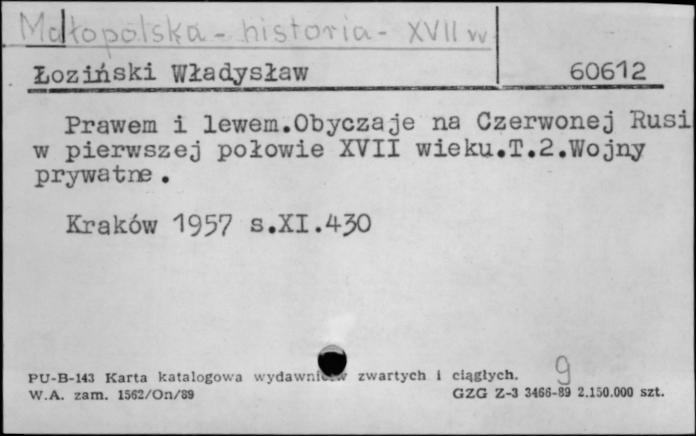 Małopolska - historia - XVII w
Łoziński Władysław 60612
Prawem i lewem.Obyczaje na Czerwonej Rusi
w pierwszej połowie XVII wieku.T.2.Wojny
prywatne.
Kraków 1957 s.XI.430
9
PU-B-143 Karta katalogowa wydawnictw zwartych i ciągłych.
W.A. zam. 1562/On/89 GZG Z-3 3466-89 2.150.000 szt.